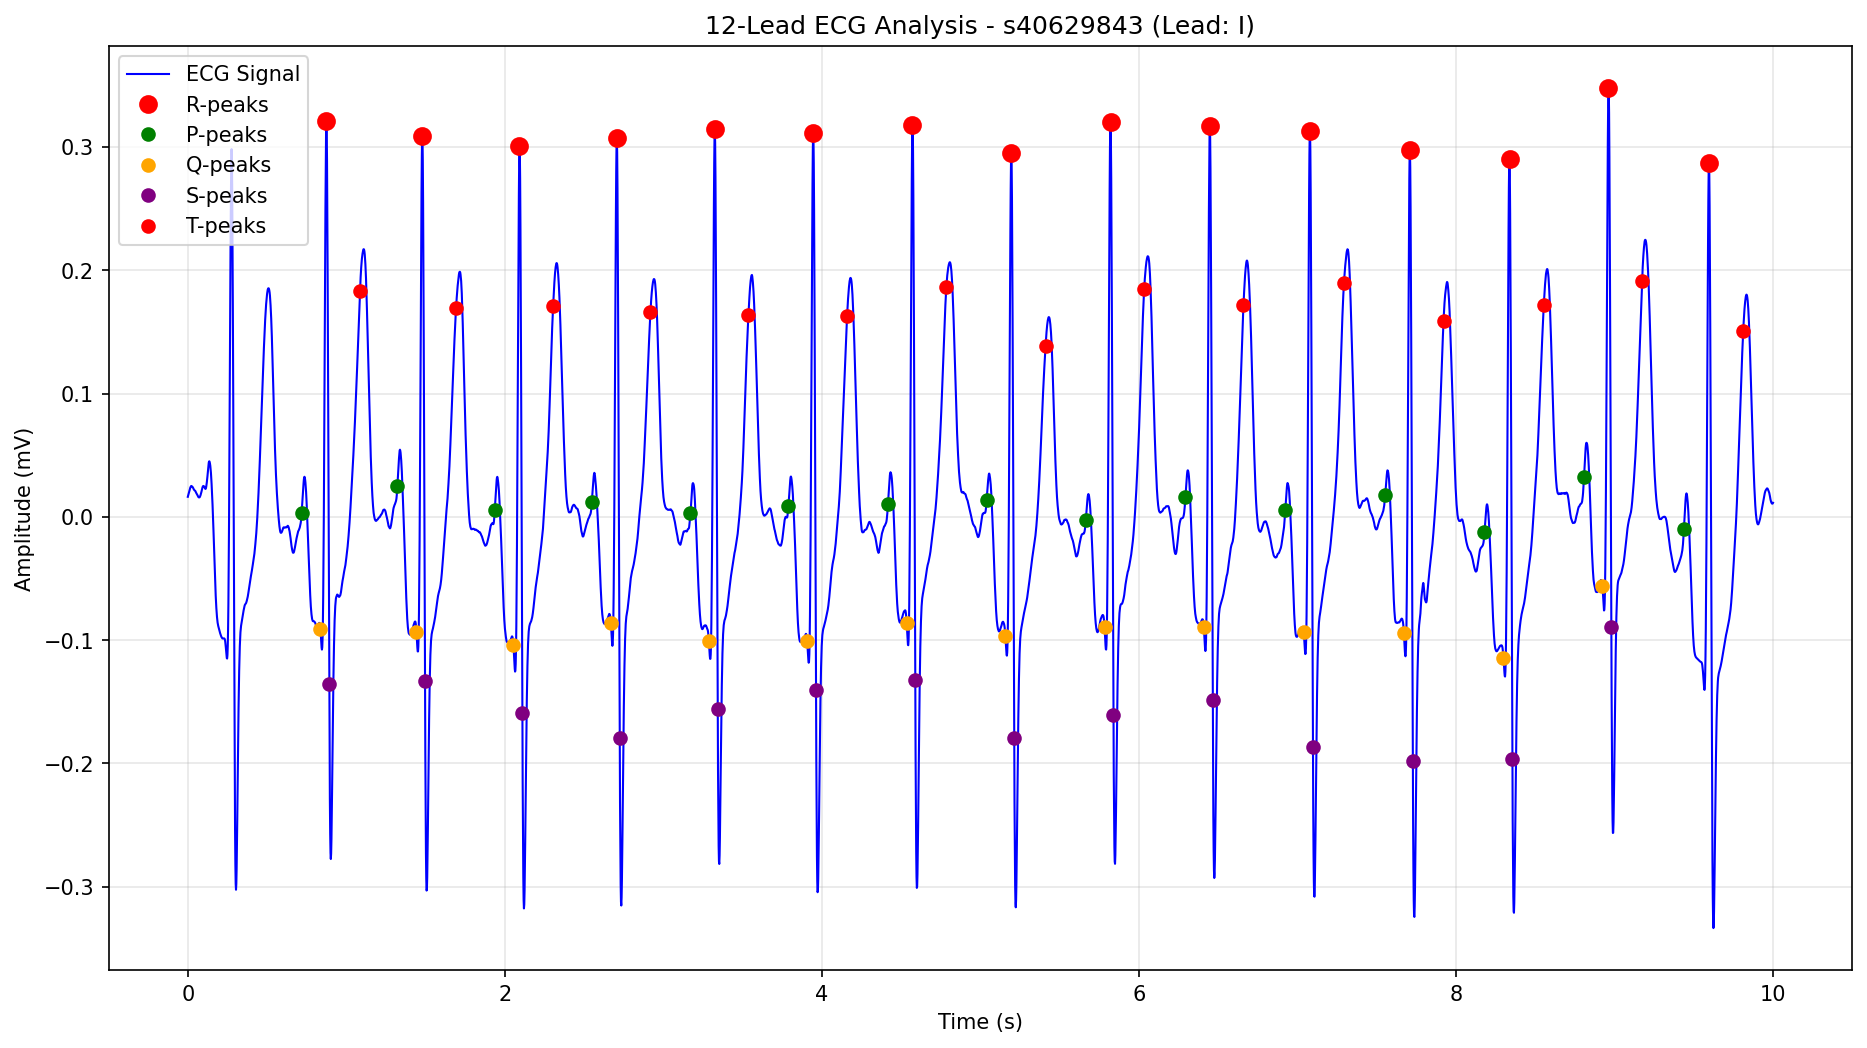 12-Lead ECG Analysis - s40629843 (Lead: I)
ECG Signal
R-peaks
P-peaks
Q-peaks
S-peaks
T-peaks
Amplitude (mV)
0.3
0.2
0.1
0.0
−0.1
−0.2
−0.3
0 2 4 6 8 10
Time (s)